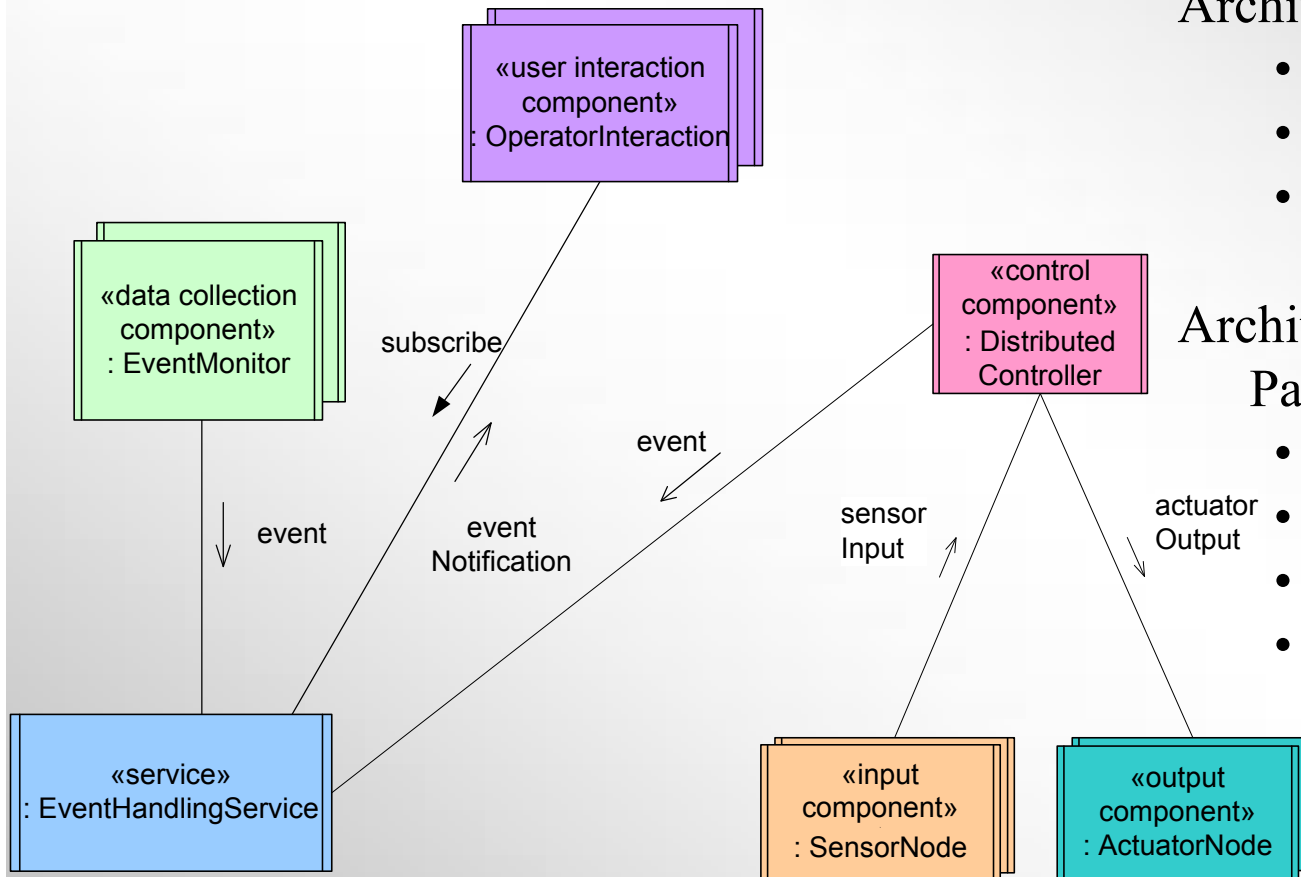 «user interaction
component»
: OperatorInteraction
«data collection
component»
: EventMonitor
subscribe
event
event
Notification
event
«control
component»
: Distributed
Controller
sensor
Input
actuator
Output
«service»
: EventHandlingService
«input
component»
: SensorNode
«output
component»
: ActuatorNode
•
•
•
•
•
•
•